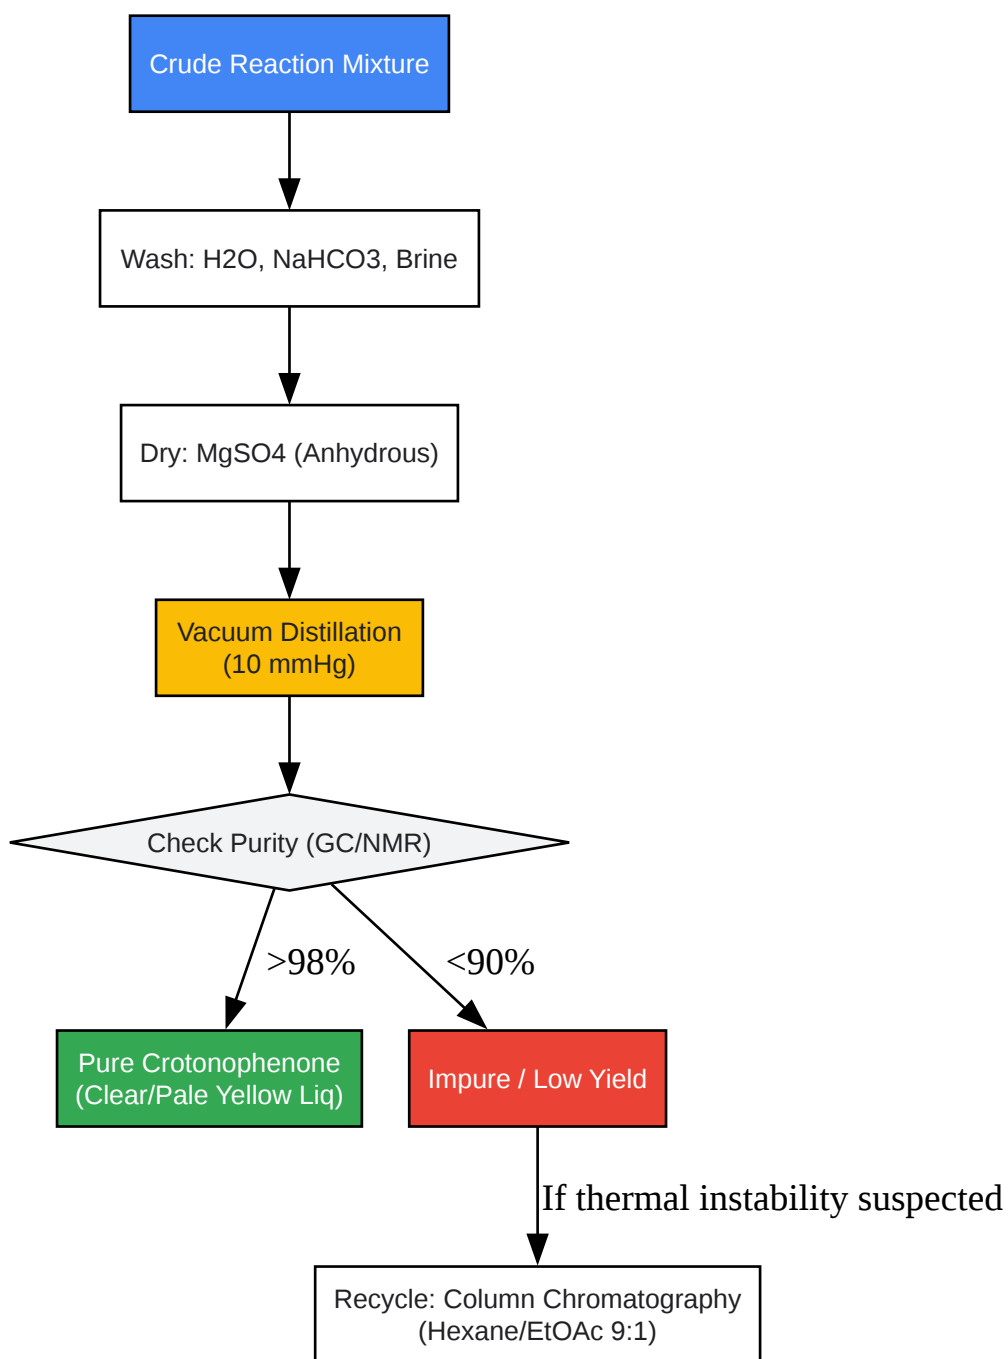 Crude Reaction Mixture
Wash: H2O, NaHCO3, Brine
Dry: MgSO4 (Anhydrous)
Vacuum Distillation
(10 mmHg)
Check Purity (GC/NMR)
>98%
<90%
Pure Crotonophenone
(Clear/Pale Yellow Liq)
Impure / Low Yield
If thermal instability suspected
Recycle: Column Chromatography
(Hexane/EtOAc 9:1)